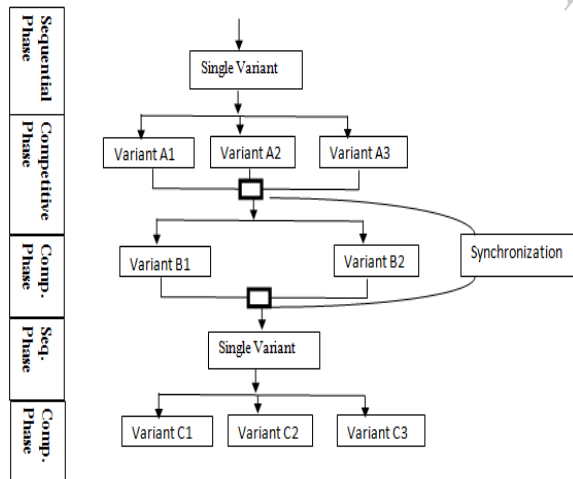 Sequential
Phase
Single Variant
Competitive
Phase
Variant A1
Variant A2
Variant A3
Comp.
Phase
Variant B1
Variant B2
Synchronization
Seq.
Phase
Single Variant
Comp.
Phase
Variant C1
Variant C2
Variant C3